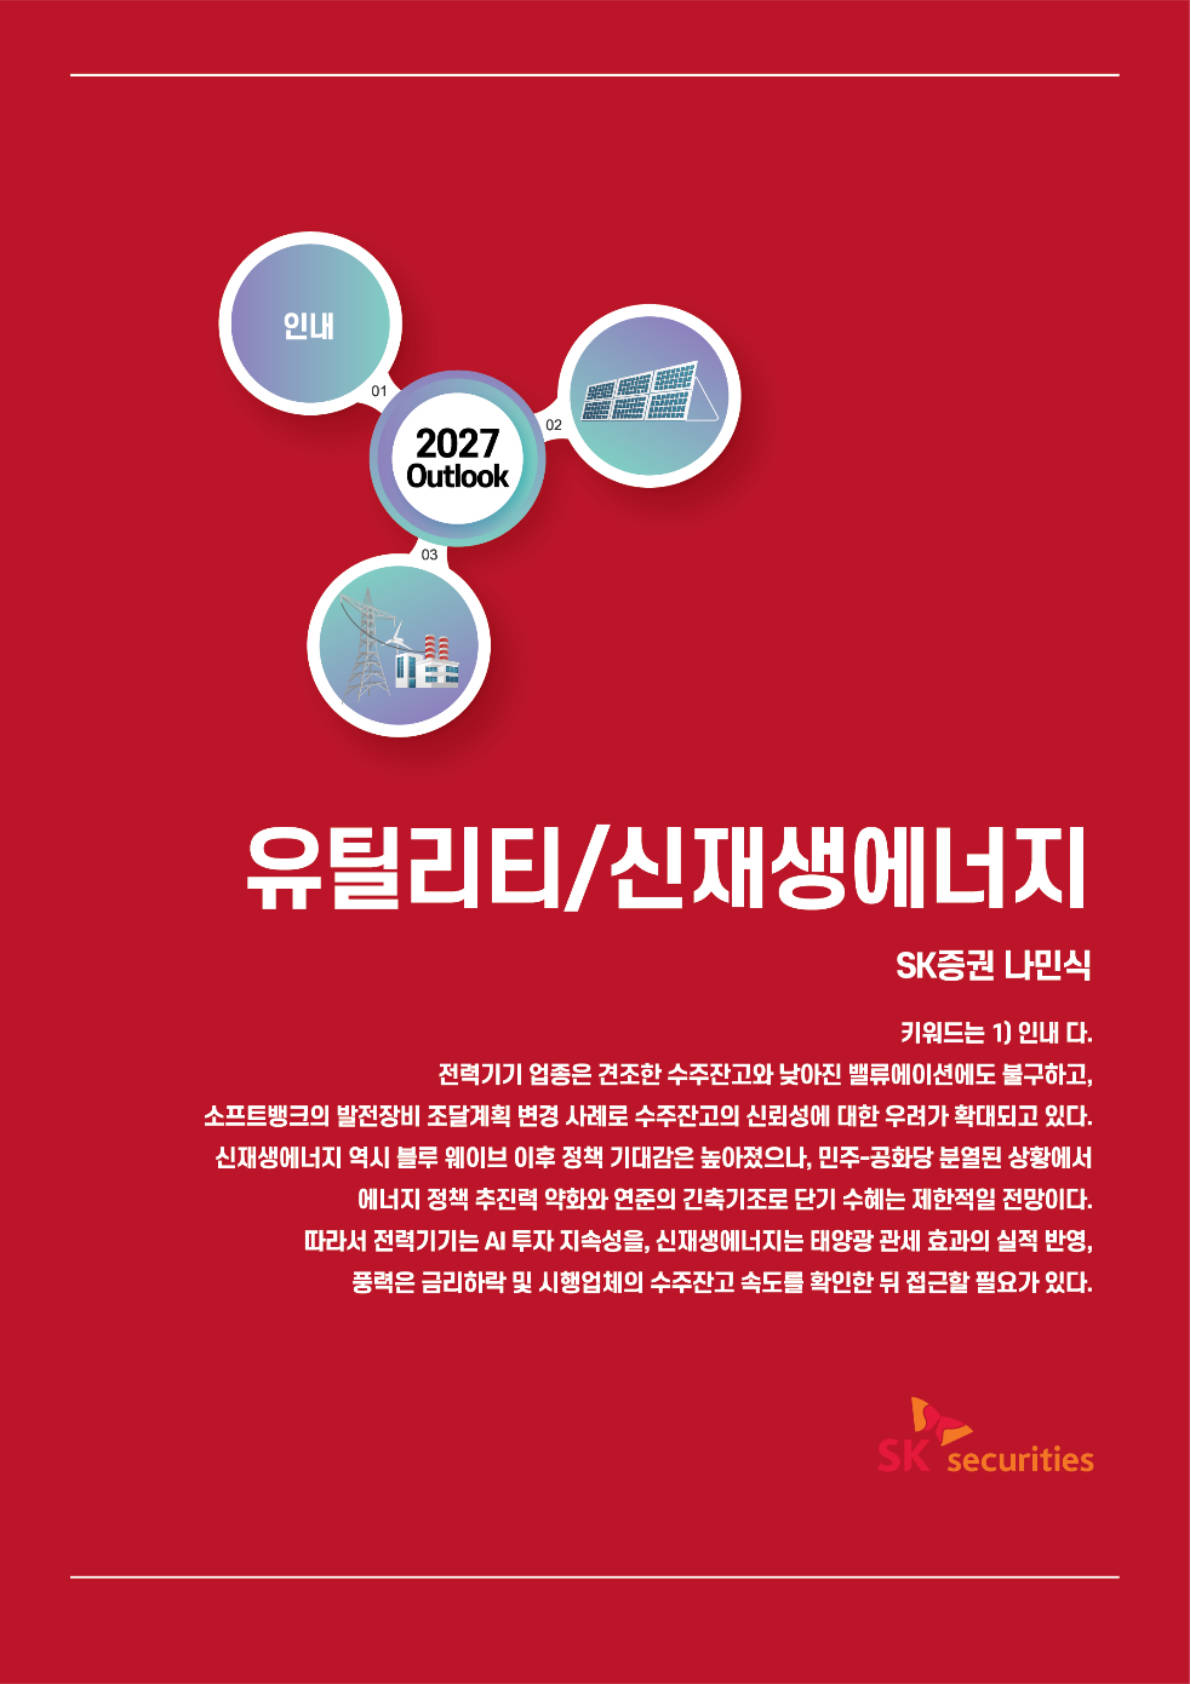 인내
01
02
2027
Outlook
03
유틸리티/신재생에너지
SK증권 나민식
키워드는 1) 인내 다.
전력기기 업종은 견조한 수주잔고와 낮아진 밸류에이션에도 불구하고,
소프트뱅크의 발전장비 조달계획 변경 사례로 수주잔고의 신뢰성에 대한 우려가 확대되고 있다.
신재생에너지 역시 블루 웨이브 이후 정책 기대감은 높아졌으나, 민주-공화당 분열된 상황에서
에너지 정책 추진력 약화와 연준의 긴축기조로 단기 수혜는 제한적일 전망이다.
따라서 전력기기는 AI 투자 지속성을, 신재생에너지는 태양광 관세 효과의 실적 반영,
풍력은 금리하락 및 시행업체의 수주잔고 속도를 확인한 뒤 접근할 필요가 있다.
SK securities